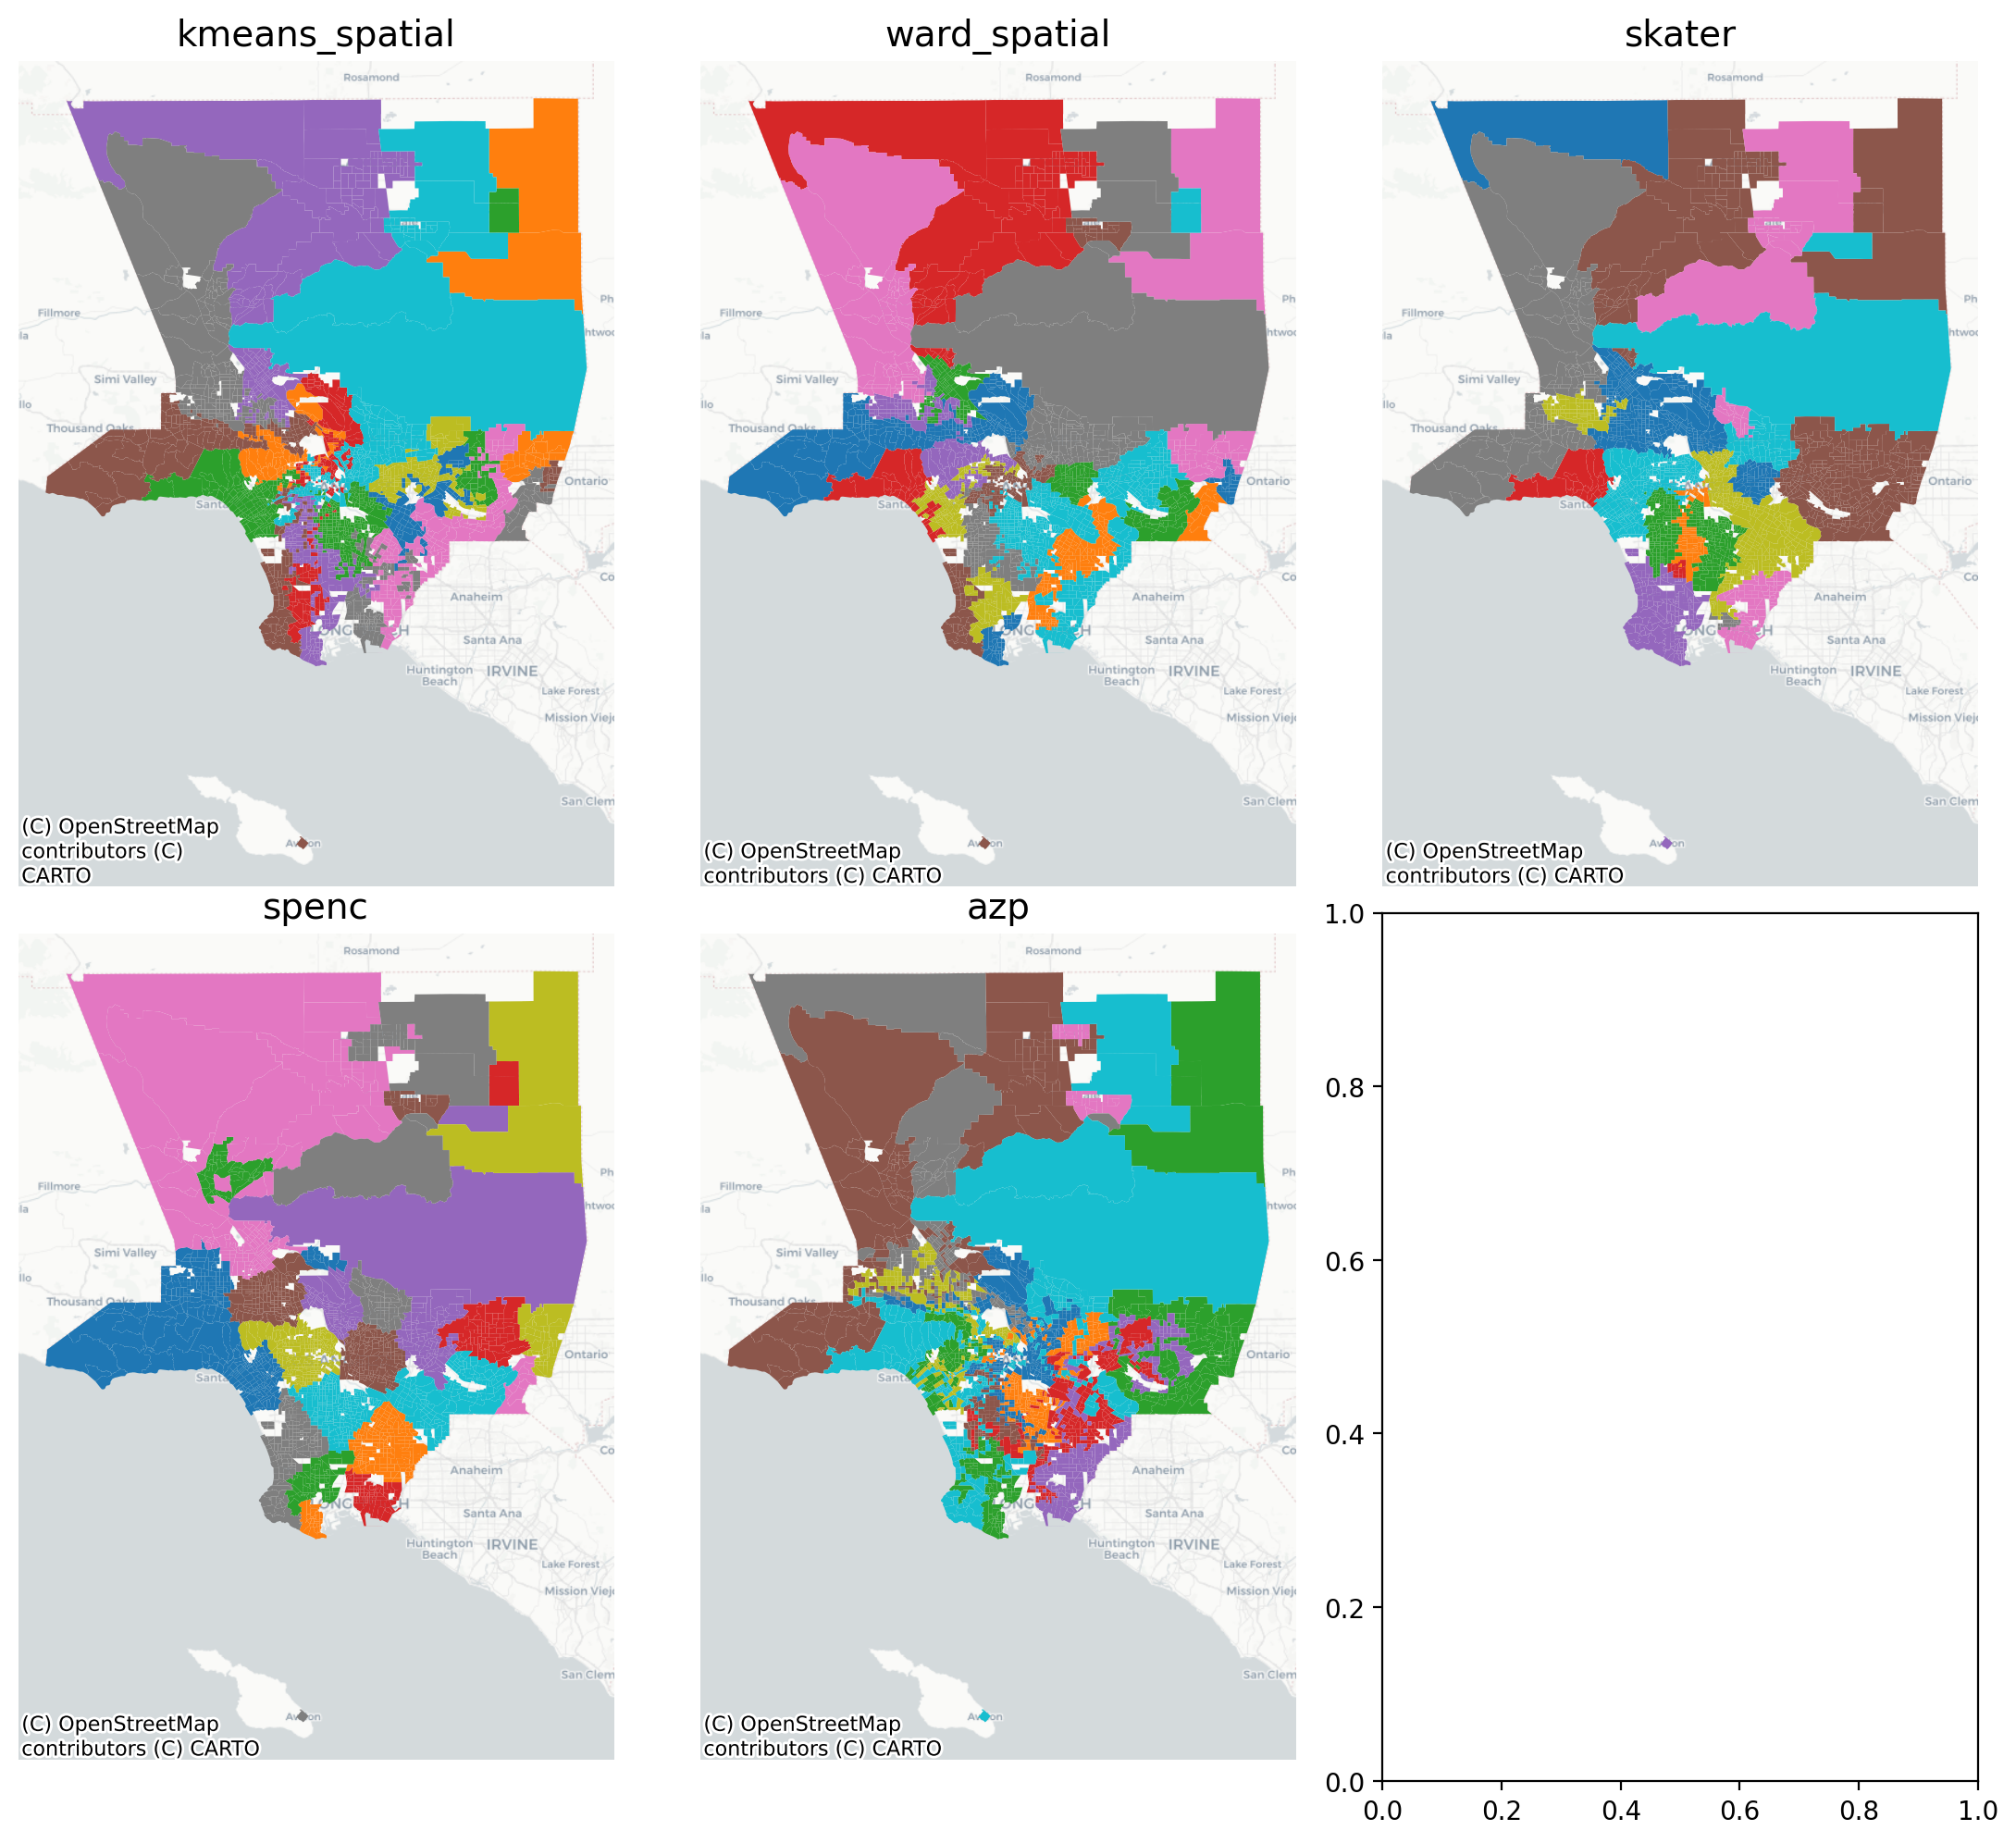 kmeans_spatial
Rosamond
Fillmore
Simi Valley
Thousand Oaks
Ontario
Anaheim
Santa Ana
Huntington
Beach
IRVINE
Lake Forest
Mission Viej
San Clem
(C) OpenStreetMap
contributors (C)
CARTO
ward_spatial
Rosamond
Fillmore
Simi Valley
Thousand Oaks
Ontario
Anaheim
Santa Ana
Huntington
Beach
IRVINE
Lake Forest
Mission Viej
San Clem
(C) OpenStreetMap
contributors (C) CARTO
skater
Rosamond
Fillmore
Simi Valley
Thousand Oaks
Ontario
Anaheim
Santa Ana
Huntington
Beach
IRVINE
Lake Forest
Mission Vie
San Clem
(C) OpenStreetMap
contributors (C) CARTO
spenc
Rosamond
Fillmore
Simi Valley
Thousand Oaks
Ontario
Anaheim
Santa Ana
Huntington
Beach
IRVINE
Lake Forest
Mission Viej
San Clem
(C) OpenStreetMap
contributors (C) CARTO
azp
Rosamond
Fillmore
Simi Valley
Thousand Oaks
Ontario
Anaheim
Santa Ana
Huntington
Beach
IRVINE
Lake Forest
Mission Viej
San Clem
(C) OpenStreetMap
contributors (C) CARTO
1.0
0.8
0.6
0.4
0.2
0.0
0.0 0.2 0.4 0.6 0.8 1.0